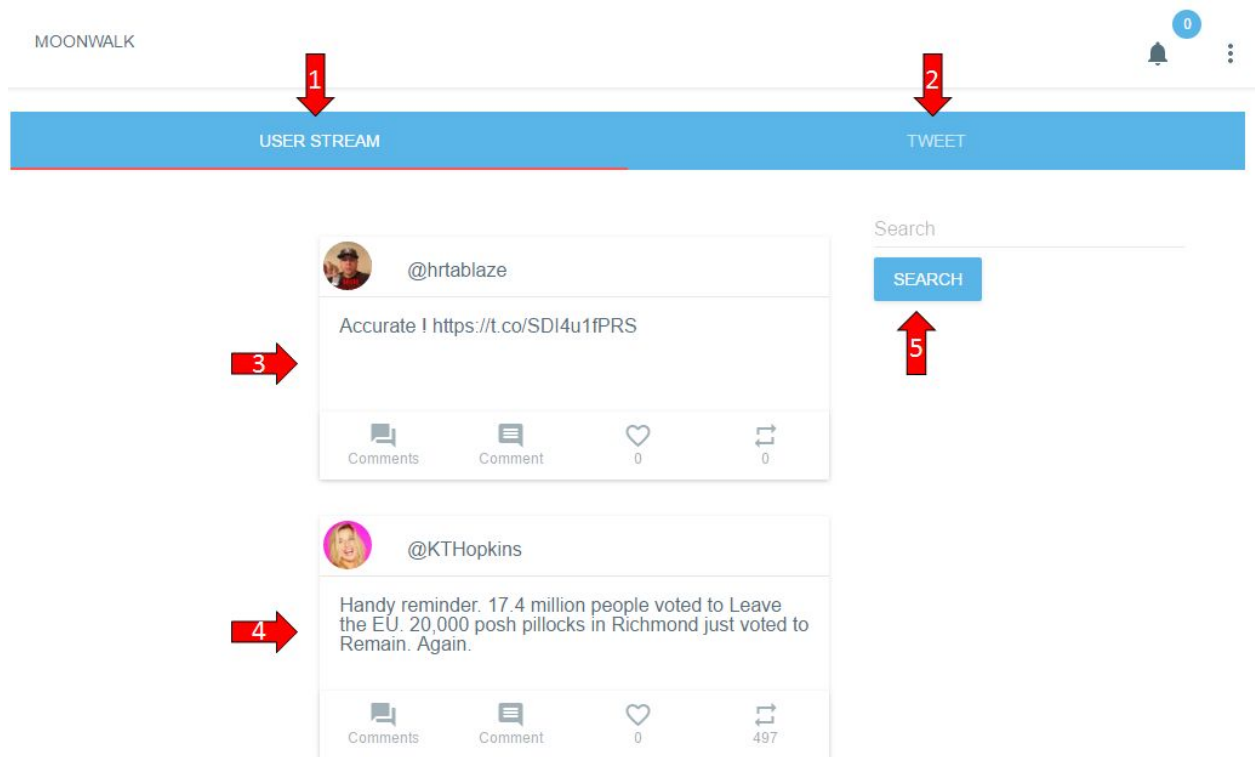 MOONWALK
0
1
2
USER STREAM
TWEET
Search
SEARCH
5
@hrtablaze
Accurate ! https://t.co/SDI4u1fPRS
3
Comments
Comment
0
0
@KTHopkins
Handy reminder. 17.4 million people voted to Leave
the EU. 20,000 posh pillocks in Richmond just voted to
Remain. Again.
4
Comments
Comment
0
497